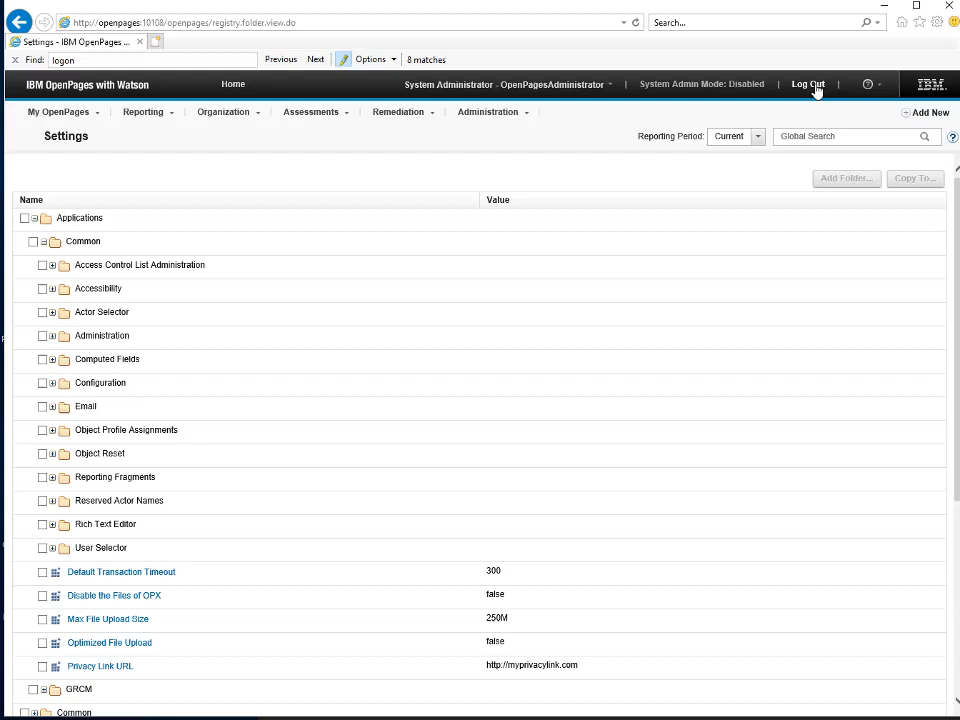 http://openpages:10108/openpages/registry.folder.view.do
Search...
Settings - IBM OpenPages ...
Find: logon
Previous Next Options 8 matches
IBM OpenPages with Watson
Home
System Administrator - OpenPagesAdministrator
System Admin Mode: Disabled
Log Out
IBM
My OpenPages
Reporting
Organization
Assessments
Remediation
Administration
Add New
Settings
Reporting Period: Current
Global Search
Add Folder...
Copy To...
Name Value
Applications
Common
Access Control List Administration
Accessibility
Actor Selector
Administration
Computed Fields
Configuration
Email
Object Profile Assignments
Object Reset
Reporting Fragments
Reserved Actor Names
Rich Text Editor
User Selector
Default Transaction Timeout 300
Disable the Files of OPX false
Max File Upload Size 250M
Optimized File Upload false
Privacy Link URL http://myprivacylink.com
GRCM
Common